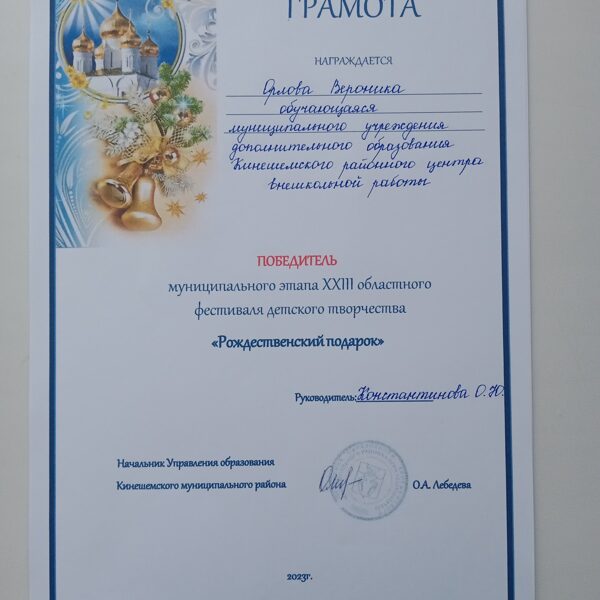 ГРАМОТА
НАГРАЖДАЕТСЯ
Орлова Вероника
обучающаяся
муниципального учреждения
дополнительного образования
Кинешемского районного центра
внешкольной работы
ПОБЕДИТЕЛЬ
муниципального этапа XXIII областного
фестиваля детского творчества
«Рождественский подарок»
Руководитель: Константинова О.Ю.
Начальник Управления образования
Кинешемского муниципального района О.А. Лебедева
2023г.